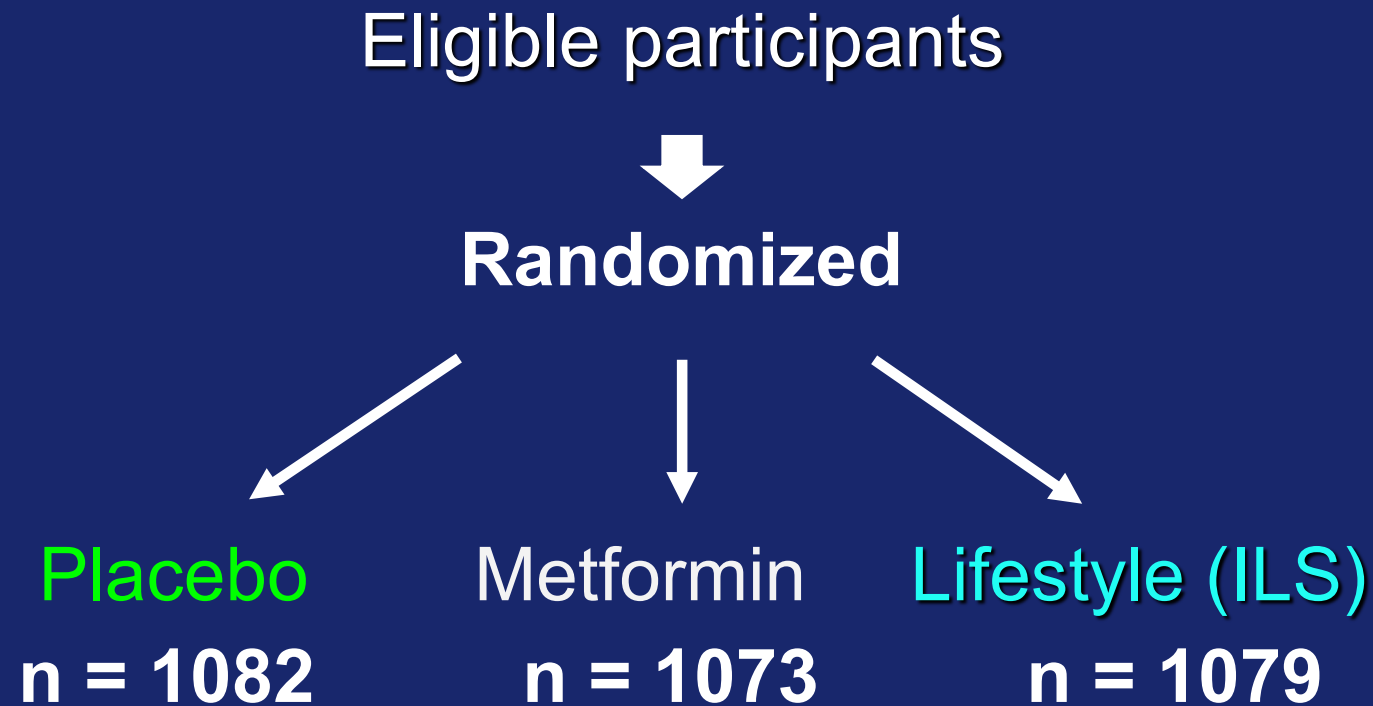 Eligible participants
Randomized
Placebo Metformin Lifestyle (ILS)
n = 1082 n = 1073 n = 1079